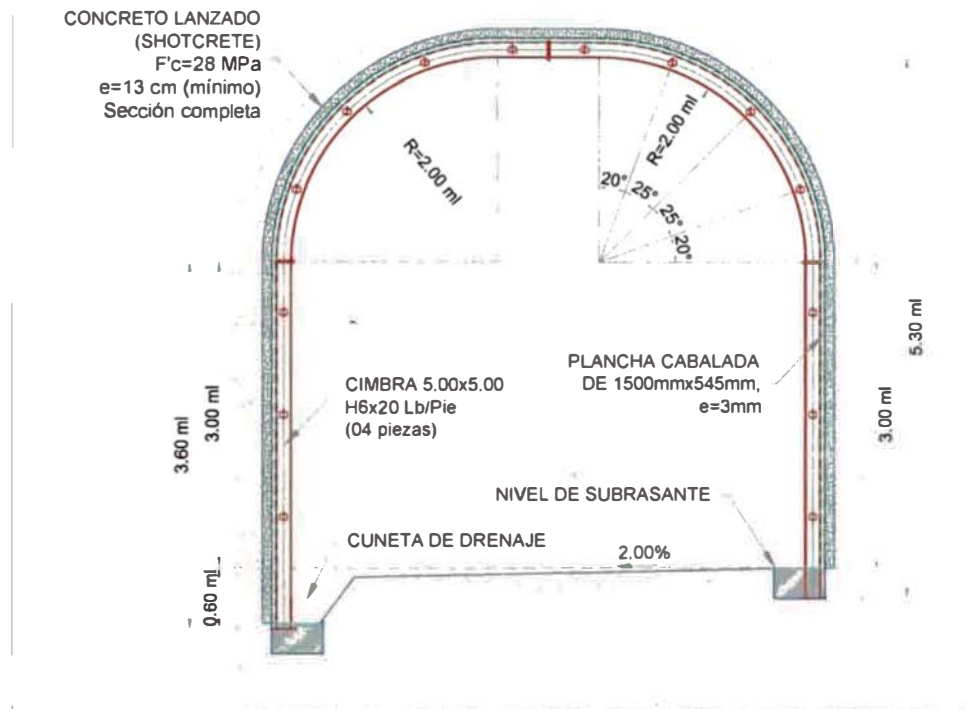 CONCRETO LANZADO
(SHOTCRETE)
F'c=28 MPa
e=13 cm (mínimo)
Sección completa
R=2.00 ml
R=2.00 ml
20°
25°
25°
20°
3.60 ml
3.00 ml
0.60 ml
CIMBRA 5.00x5.00
H6x20 Lb/Pie
(04 piezas)
PLANCHA CABALADA
DE 1500mmx545mm,
e=3mm
5.30 ml
3.00 ml
NIVEL DE SUBRASANTE
CUNETA DE DRENAJE
2.00%